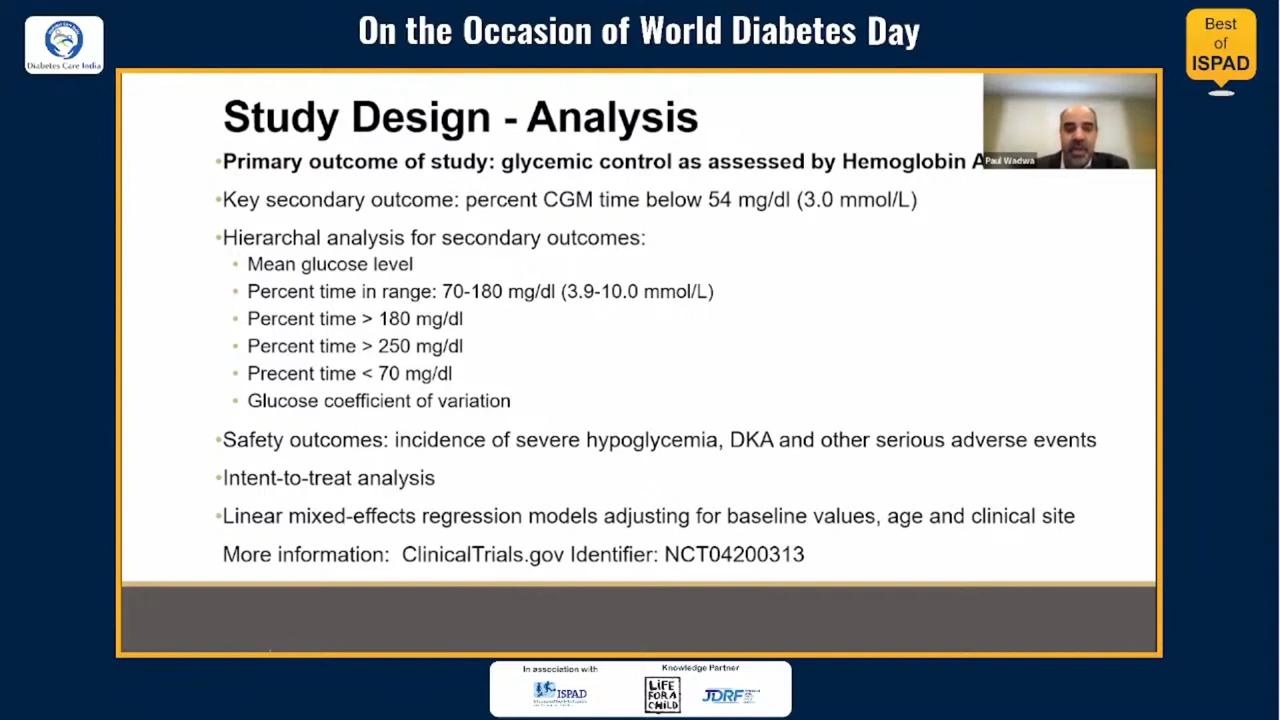 On the Occasion of World Diabetes Day
Diabetes Care India
Best
of
ISPAD
Study Design - Analysis
•Primary outcome of study: glycemic control as assessed by Hemoglobin A
Paul Wadwa
•Key secondary outcome: percent CGM time below 54 mg/dl (3.0 mmol/L)
•Hierarchal analysis for secondary outcomes:
• Mean glucose level
• Percent time in range: 70-180 mg/dl (3.9-10.0 mmol/L)
• Percent time > 180 mg/dl
• Percent time > 250 mg/dl
• Precent time < 70 mg/dl
• Glucose coefficient of variation
•Safety outcomes: incidence of severe hypoglycemia, DKA and other serious adverse events
•Intent-to-treat analysis
•Linear mixed-effects regression models adjusting for baseline values, age and clinical site
More information: ClinicalTrials.gov Identifier: NCT04200313
In association with
ISPAD
Knowledge Partner
LiFE
FOR A
CHiLD
JDRF